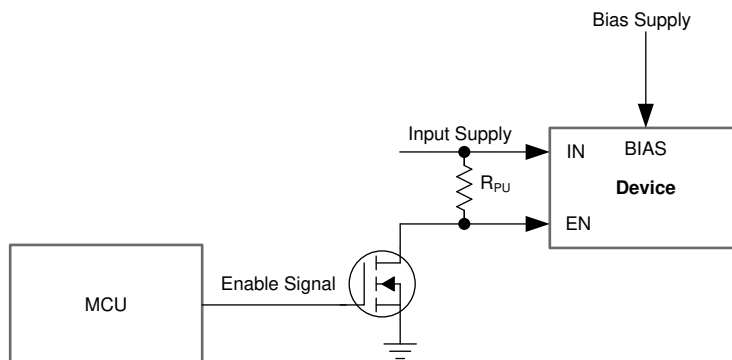 Bias Supply
Input Supply
IN
BIAS
R_PU
Device
EN
Enable Signal
MCU